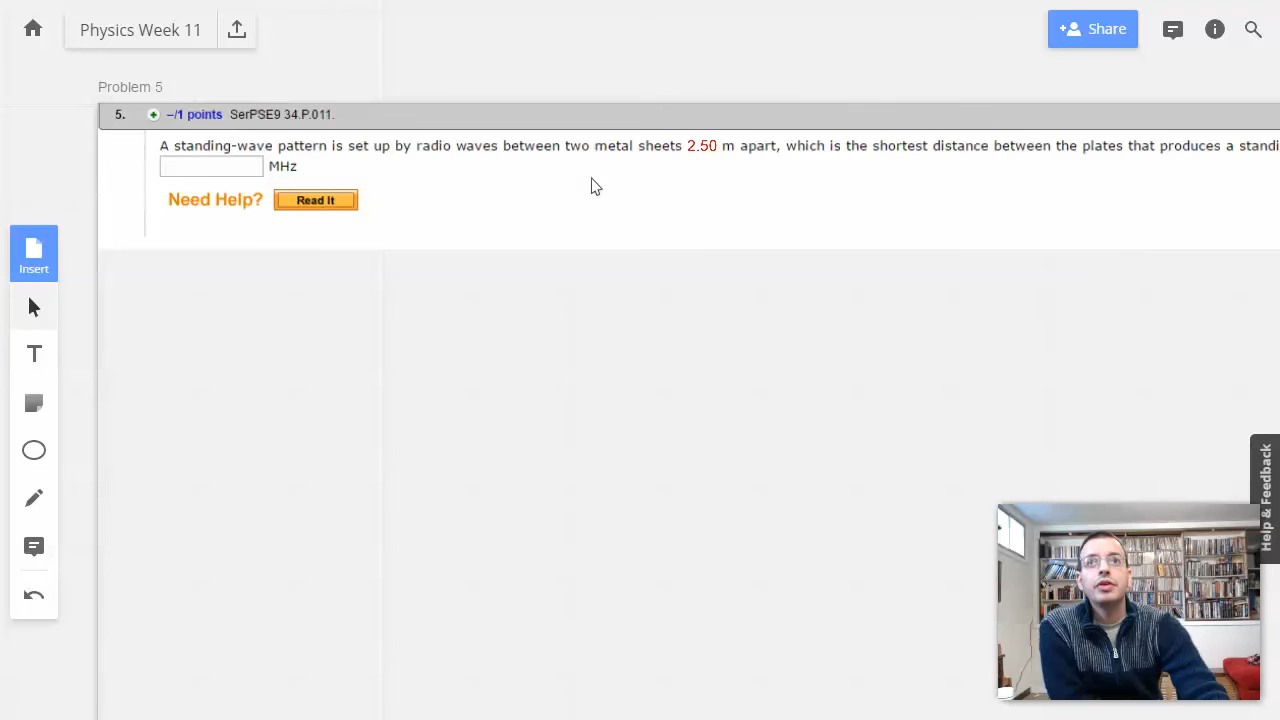 Physics Week 11
Share
Problem 5
5. –/1 points SerPSE9 34.P.011.
A standing-wave pattern is set up by radio waves between two metal sheets 2.50 m apart, which is the shortest distance between the plates that produces a standi
MHz
Need Help? Read It
Insert
T
Help & Feedback